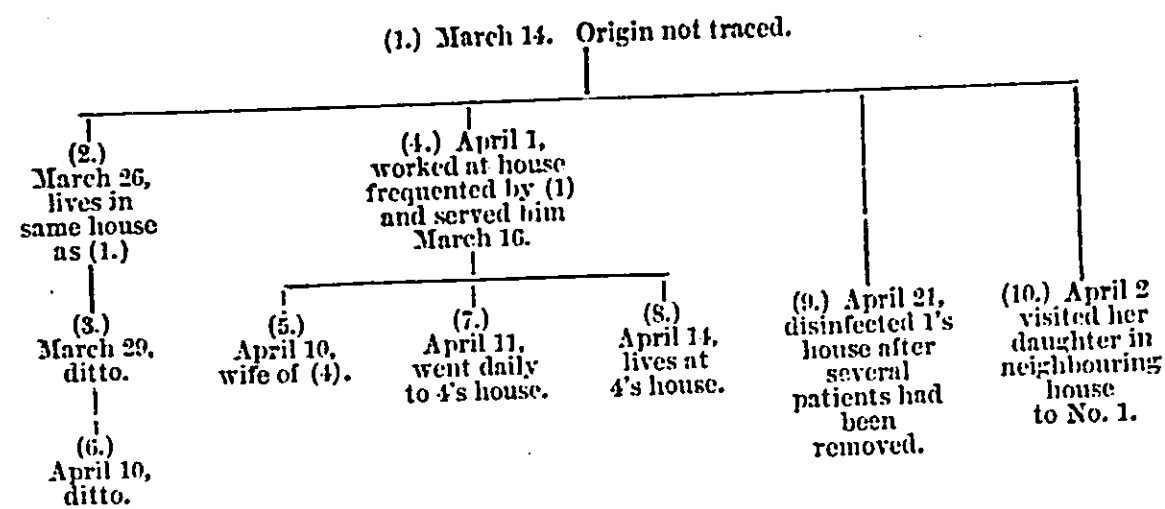 (1.) March 14. Origin not traced.
(2.)
March 26,
lives in
same house
as (1.)
(4.) April 1,
worked at house
frequented by (1)
and served him
March 16.
(3.)
March 29,
ditto.
(6.)
April 10,
ditto.
(5.)
April 10,
wife of (4).
(7.)
April 11,
went daily
to 4's house.
(8.)
April 14,
lives at
4's house.
(9.) April 21,
disinfected 1's
house after
several
patients had
been
removed.
(10.) April 2
visited her
daughter in
neighbouring
house
to No. 1.